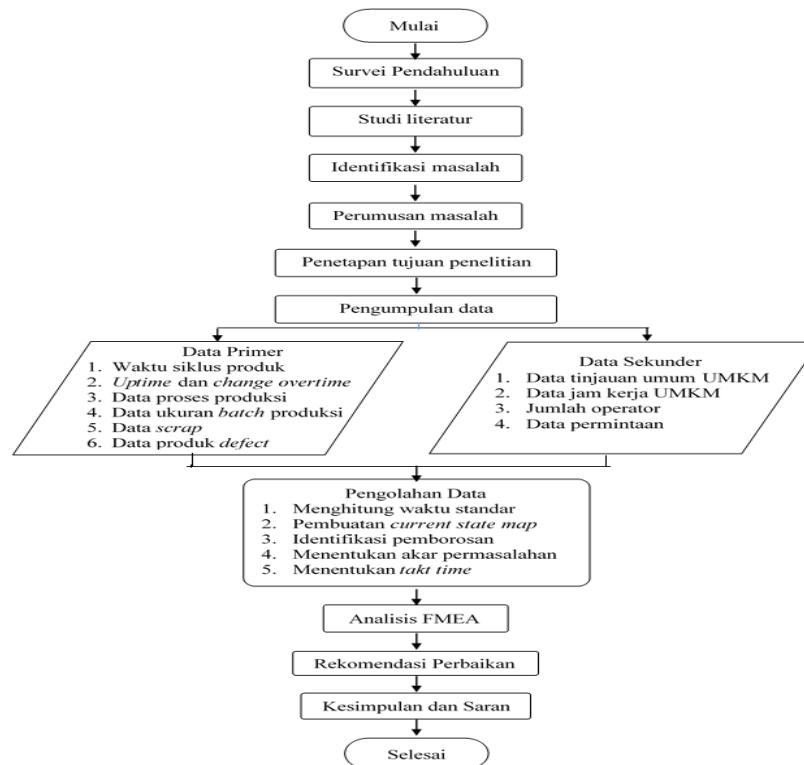 Mulai
Survei Pendahuluan
Studi literatur
Identifikasi masalah
Perumusan masalah
Penetapan tujuan penelitian
Pengumpulan data
Data Primer
1. Waktu siklus produk
2. Uptime dan change overtime
3. Data proses produksi
4. Data ukuran batch produksi
5. Data scrap
6. Data produk defect
Data Sekunder
1. Data tinjauan umum UMKM
2. Data jam kerja UMKM
3. Jumlah operator
4. Data permintaan
Pengolahan Data
1. Menghitung waktu standar
2. Pembuatan current state map
3. Identifikasi pemborosan
4. Menentukan akar permasalahan
5. Menentukan takt time
Analisis FMEA
Rekomendasi Perbaikan
Kesimpulan dan Saran
Selesai